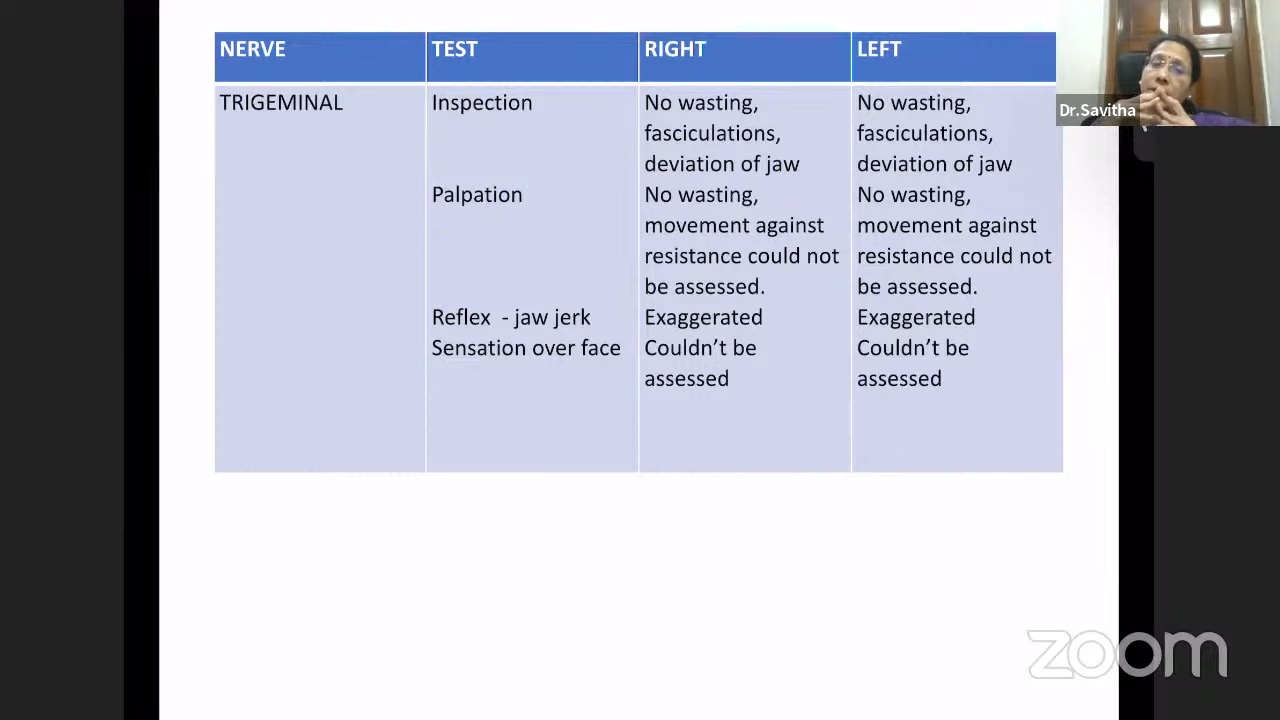 NERVE TEST RIGHT LEFT
TRIGEMINAL Inspection No wasting, No wasting,
fasciculations, fasciculations,
deviation of jaw deviation of jaw
Palpation No wasting, No wasting,
movement against movement against
resistance could not resistance could not
be assessed. be assessed.
Reflex - jaw jerk Exaggerated Exaggerated
Sensation over face Couldn’t be Couldn’t be
assessed assessed
Dr.Savitha
zoom